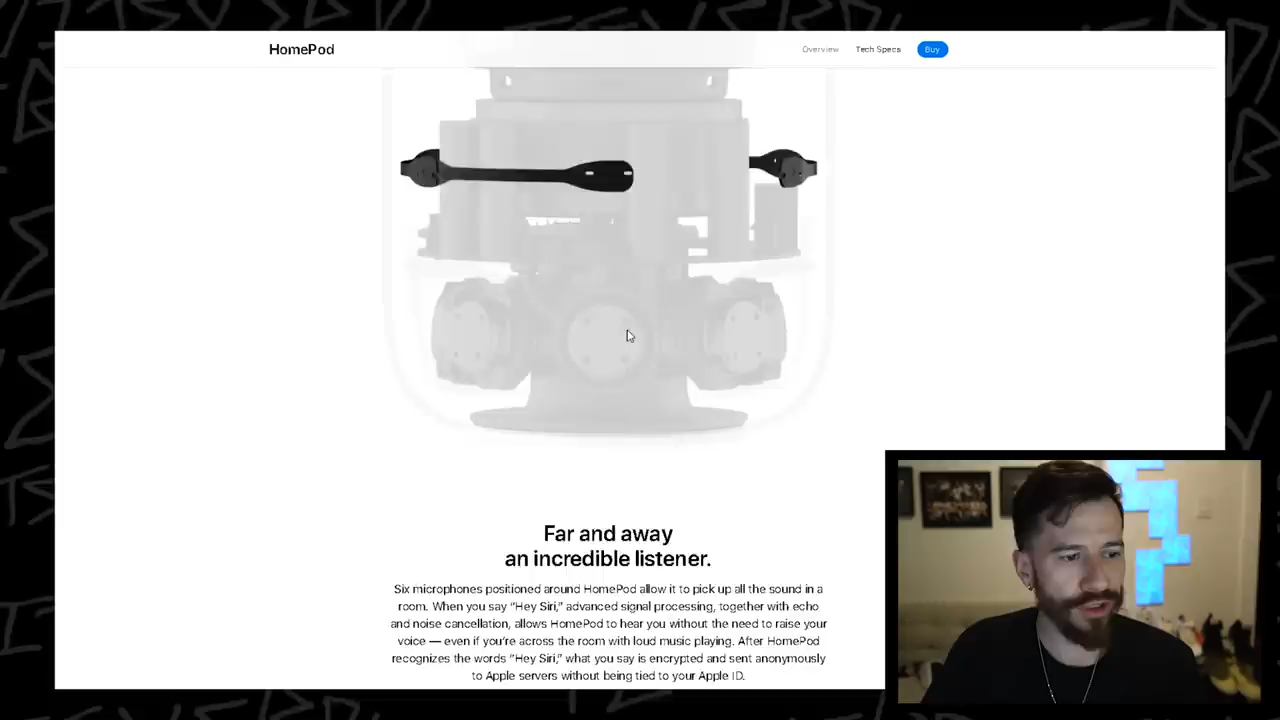 HomePod
Overview
Tech Specs
Buy
Far and away
an incredible listener.
Six microphones positioned around HomePod allow it to pick up all the sound in a
room. When you say “Hey Siri,” advanced signal processing, together with echo
and noise cancellation, allows HomePod to hear you without the need to raise your
voice — even if you’re across the room with loud music playing. After HomePod
recognizes the words “Hey Siri,” what you say is encrypted and sent anonymously
to Apple servers without being tied to your Apple ID.